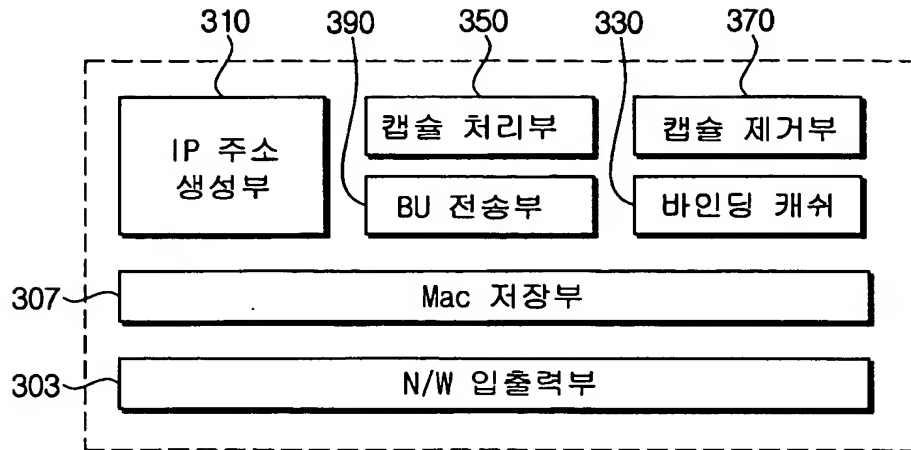 310 390 350 330 370
IP 주소
생성부
캡슐 처리부
캡슐 제거부
BU 전송부
바인딩 캐쉬
307
Mac 저장부
303
N/W 입출력부